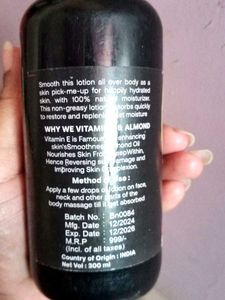 Smooth this lotion all over body as a
skin pick-me-up for happily hydrated
skin, with 100% natural moisturizer.
This non-greasy lotion absorbs quickly
to restore and replenish lost moisture
WHY WE VITAMIN E & ALMOND
Vitamin E is Famous for enhancing
skin'sSmoothness Almond Oil
Nourishes Skin From DeepWithin,
Hence Reversing sun Damage and
Improving Skin Complexion.
Method of Use :
Apply a few drops of lotion on face,
neck and other parts of the
body massage till it get absorbed
Batch No. : Bn0084
Mfg. Date : 12/2024
Exp. Date : 12/2026
M.R.P : 999/-
(Incl. of all taxes)
Country of Origin : INDIA
Net Vol : 300 ml